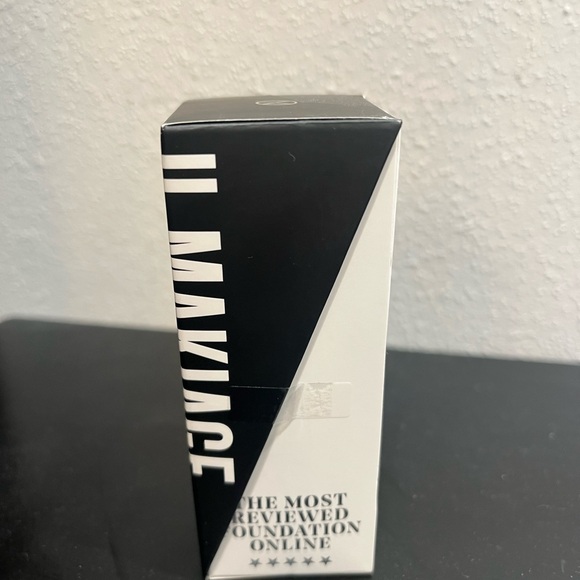 IL MAKIAGE
THE MOST
REVIEWED
FOUNDATION
ONLINE